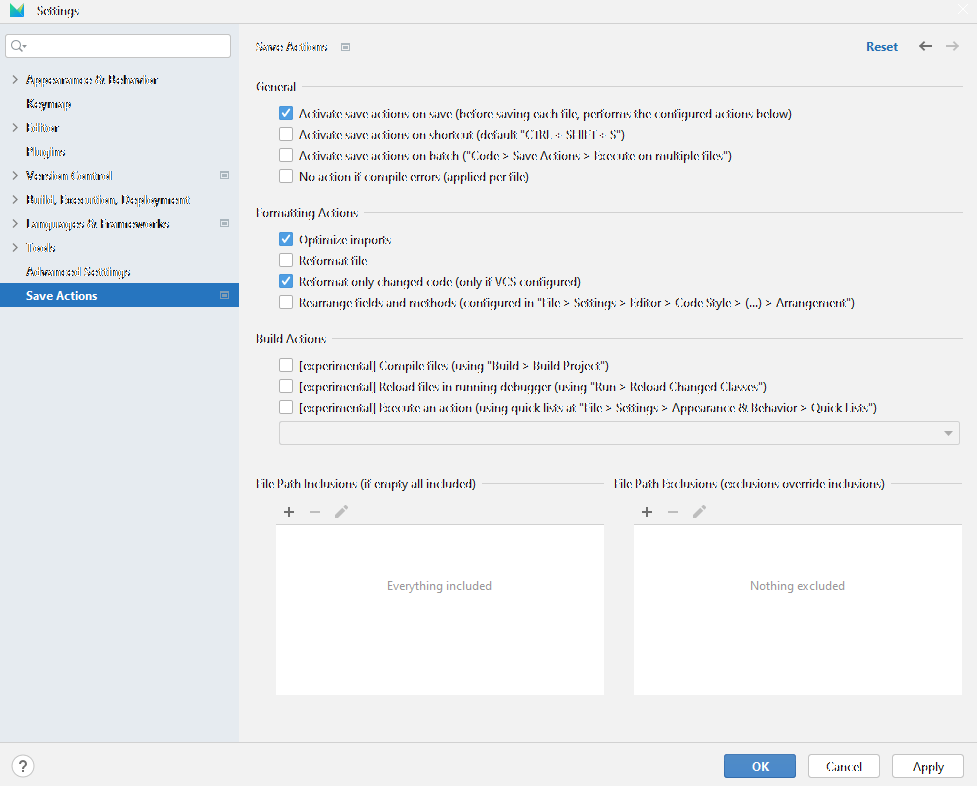 Settings
Appearance & Behavior
Keymap
Editor
Plugins
Version Control
Build, Execution, Deployment
Languages & Frameworks
Tools
Advanced Settings
Save Actions
Save Actions
Reset
General
Activate save actions on save (before saving each file, performs the configured actions below)
Activate save actions on shortcut (default "CTRL + SHIFT + S")
Activate save actions on batch ("Code > Save Actions > Execute on multiple files")
No action if compile errors (applied per file)
Formatting Actions
Optimize imports
Reformat file
Reformat only changed code (only if VCS configured)
Rearrange fields and methods (configured in "File > Settings > Editor > Code Style > (...) > Arrangement")
Build Actions
[experimental] Compile files (using "Build > Build Project")
[experimental] Reload files in running debugger (using "Run > Reload Changed Classes")
[experimental] Execute an action (using quick lists at "File > Settings > Appearance & Behavior > Quick Lists")
File Path Inclusions (if empty all included)
Everything included
File Path Exclusions (exclusions override inclusions)
Nothing excluded
?
OK
Cancel
Apply